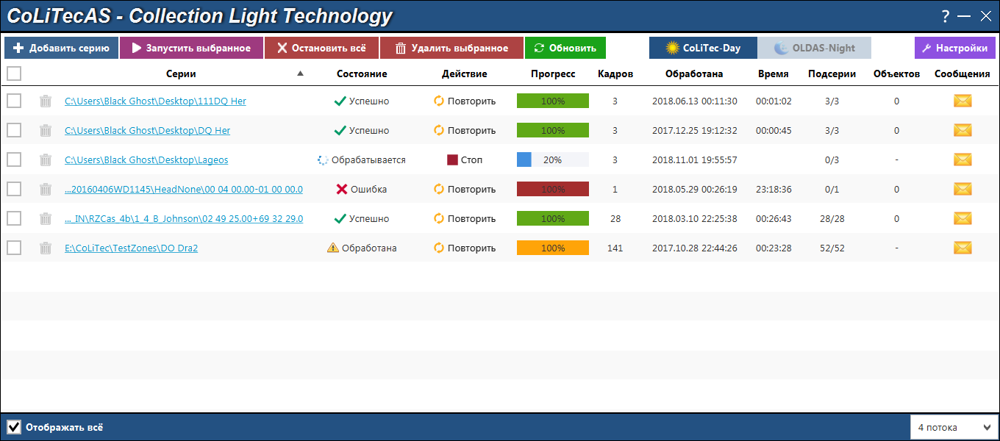 CoLiTecAS - Collection Light Technology ?
Добавить серию Запустить выбранное Остановить всё Удалить выбранное Обновить CoLiTec-Day OLDAS-Night Настройки
Серии Состояние Действие Прогресс Кадров Обработана Время Подсерии Объектов Сообщения
C:\Users\Black Ghost\Desktop\111DQ Her Успешно Повторить 100% 3 2018.06.13 00:11:30 00:01:02 3/3 0
C:\Users\Black Ghost\Desktop\DQ Her Успешно Повторить 100% 3 2017.12.25 19:12:32 00:00:45 3/3 0
C:\Users\Black Ghost\Desktop\Lageos Обрабатывается Стоп 20% 3 2018.11.01 19:55:57 0/3 -
...20160406WD1145\HeadNone\00 04 00.00-01 00 00.0 Ошибка Повторить 100% 1 2018.05.29 00:26:19 23:18:36 0/1 0
... IN\RZCas_4b\1_4_B_Johnson\02 49 25.00+69 32 29.0 Успешно Повторить 100% 28 2018.03.10 22:25:38 00:26:43 28/28 0
E:\CoLiTec\TestZones\DO Dra2 Обработана Повторить 100% 141 2017.10.28 22:44:26 00:23:28 52/52 -
Отображать всё 4 потока